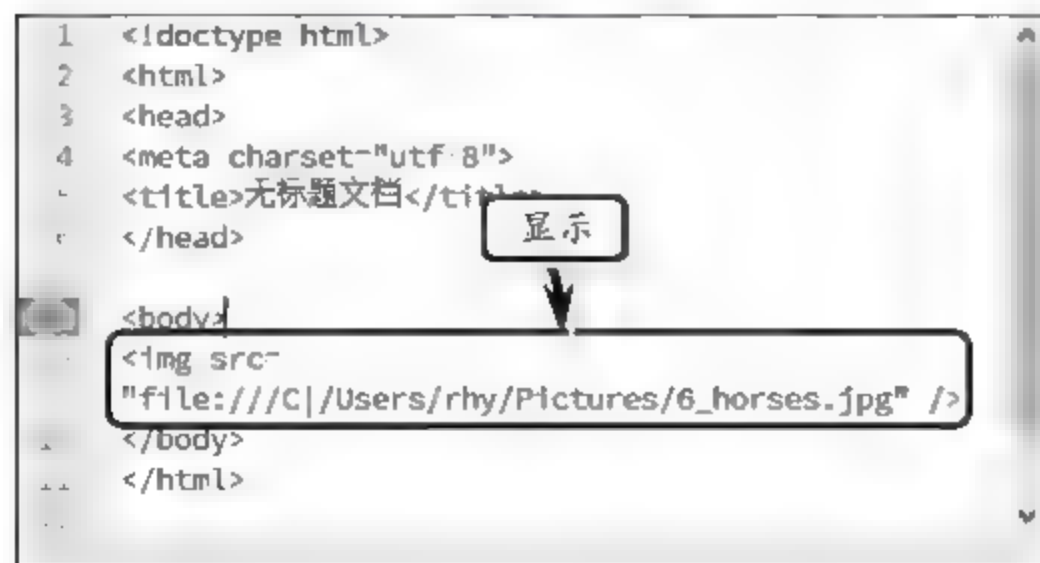 1 <!doctype html>
2 <html>
3 <head>
4 <meta charset="utf-8">
<title>无标题文档</title>
</head>
显示
<body>
<img src=
"file:///C|/Users/rhy/Pictures/6_horses.jpg" />
</body>
</html>